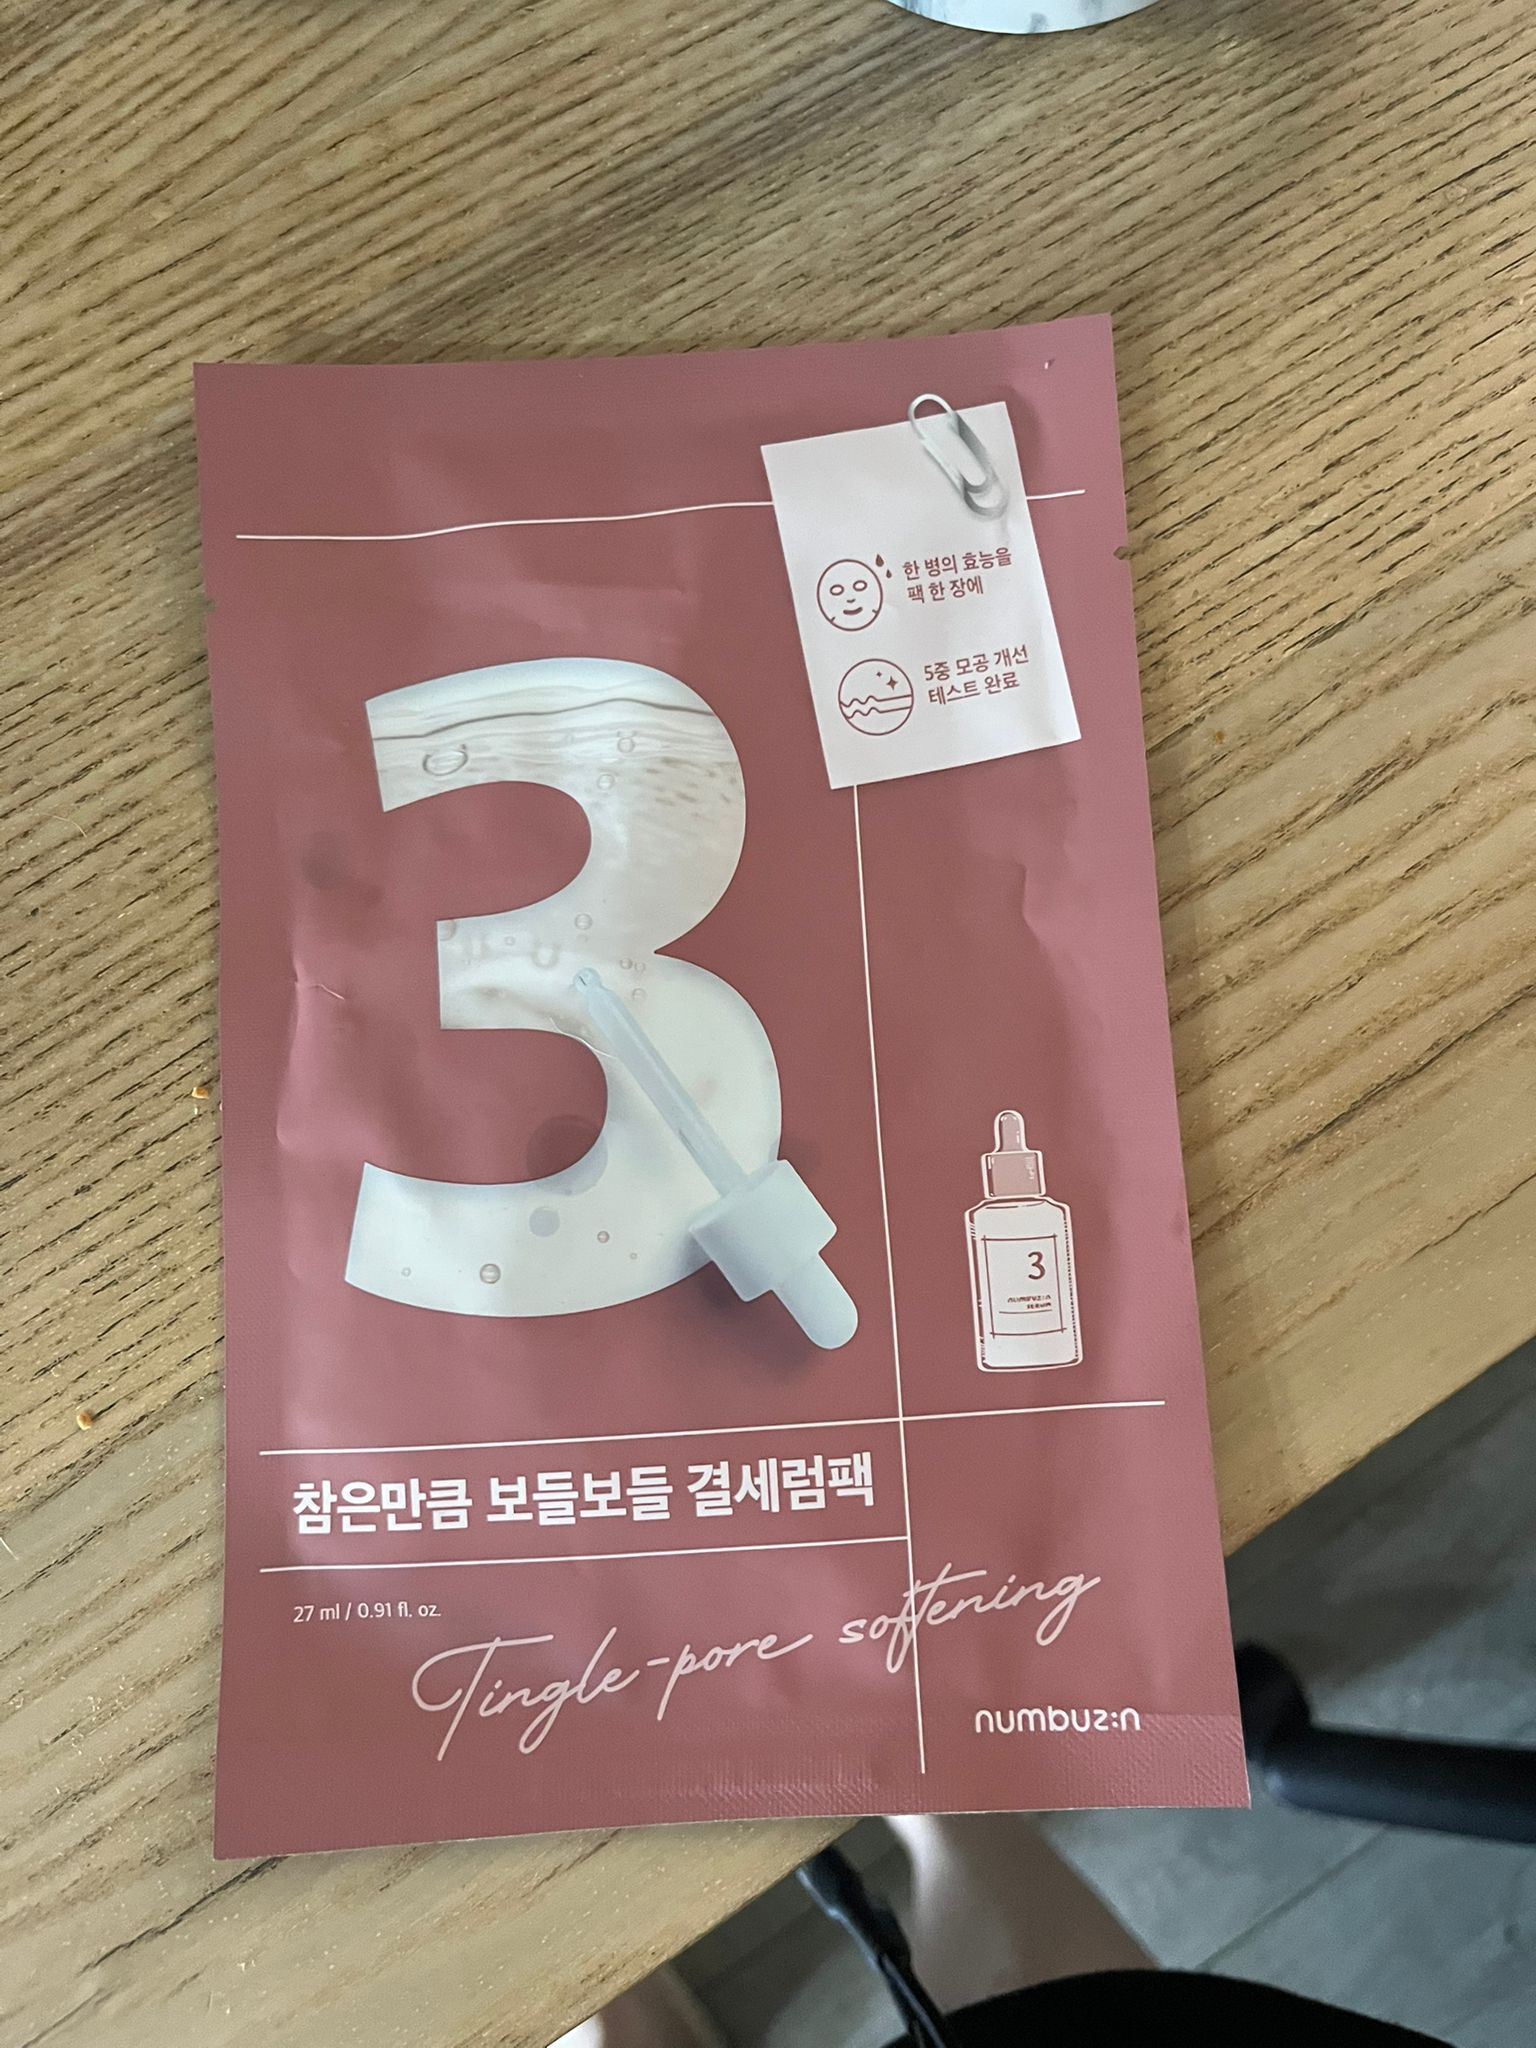 한 병의 효능을
팩 한 장에
5중 모공 개선
테스트 완료
3
3
numbuz:n
SERUM
참은만큼 보들보들 결세럼팩
27 ml / 0.91 fl. oz.
Tingle-pore softening
numbuz:n